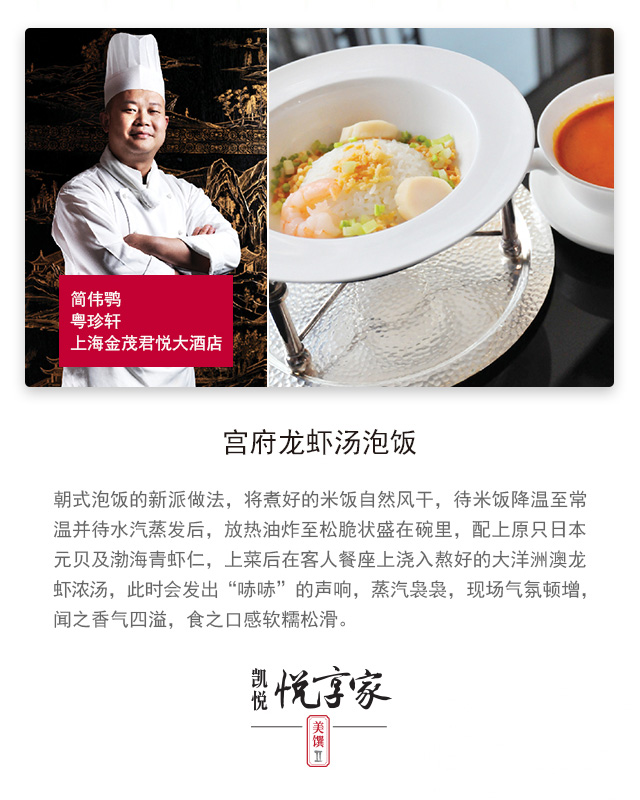 简伟鹗
粤珍轩
上海金茂君悦大酒店
宫府龙虾汤泡饭
朝式泡饭的新派做法，将煮好的米饭自然风干，待米饭降温至常
温并待水汽蒸发后，放热油炸至松脆状盛在碗里，配上原只日本
元贝及渤海青虾仁，上菜后在客人餐座上浇入熬好的大洋洲澳龙
虾浓汤，此时会发出“哧哧”的声响，蒸汽袅袅，现场气氛顿增，
闻之香气四溢，食之口感软糯松滑。
凯悦 悦享家
美馔
II